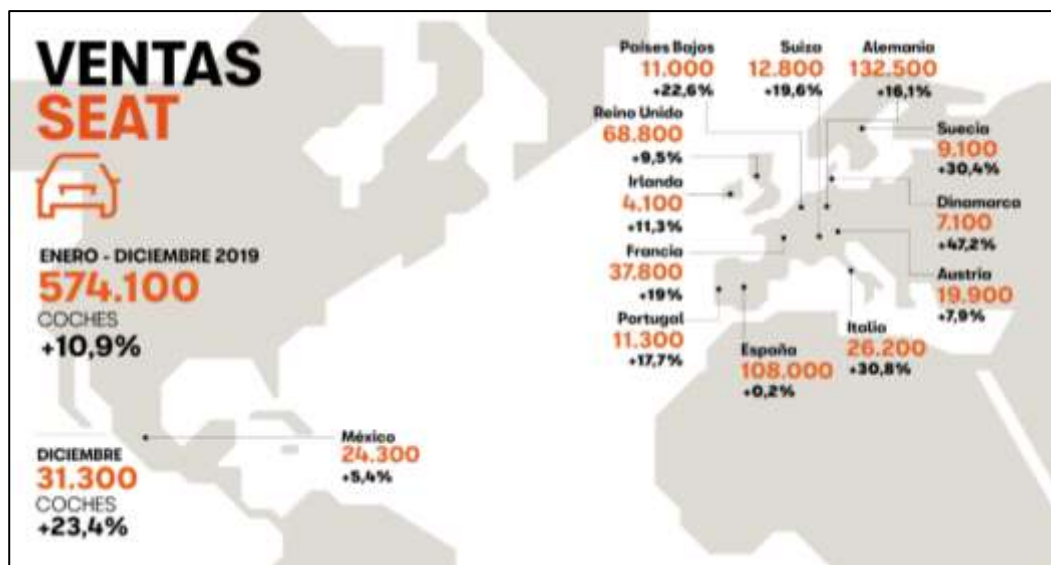 VENTAS
SEAT
ENERO - DICIEMBRE 2019
574.100
COCHES
+10,9%
DICIEMBRE
31.300
COCHES
+23,4%
México
24.300
+5,4%
Países Bajos
11.000
+22,6%
Suiza
12.800
+19,6%
Alemania
132.500
+16,1%
Reino Unido
68.800
+9,5%
Irlanda
4.100
+11,3%
Francia
37.800
+19%
Portugal
11.300
+17,7%
España
108.000
+0,2%
Italia
26.200
+30,8%
Suecia
9.100
+30,4%
Dinamarca
7.100
+47,2%
Austria
19.900
+7,9%